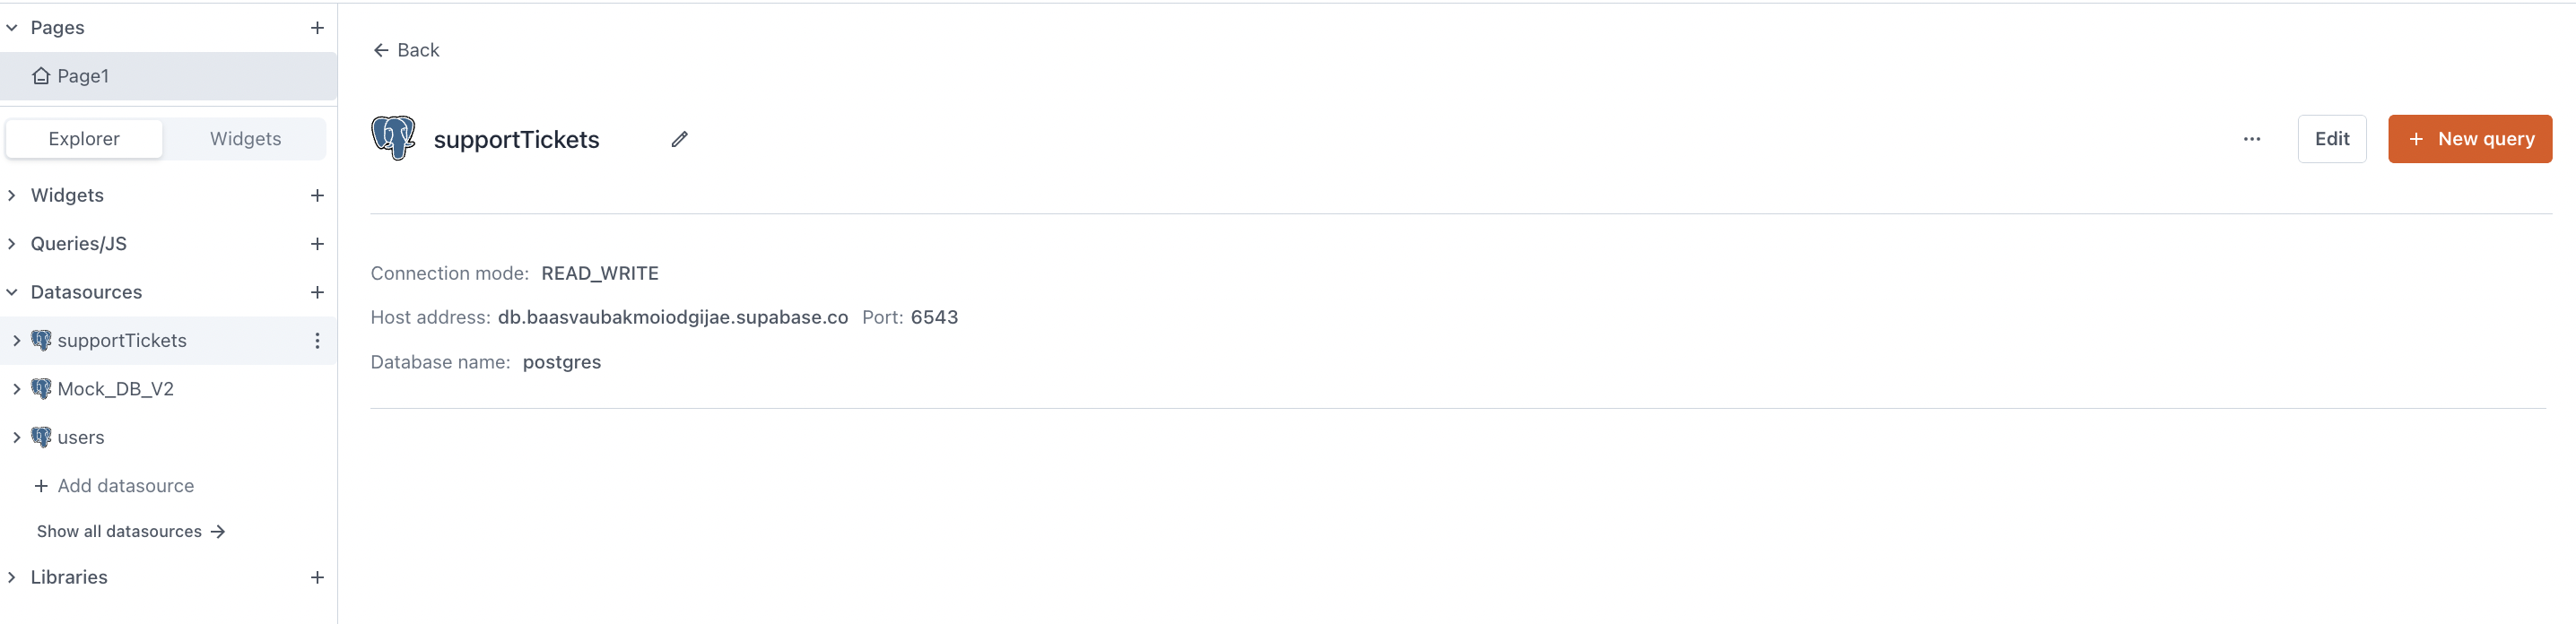 Pages
Page1
Explorer Widgets
Widgets
Queries/JS
Datasources
supportTickets
Mock_DB_V2
users
Add datasource
Show all datasources
Libraries
Back
supportTickets
Edit
New query
Connection mode: READ_WRITE
Host address: db.baasvaubakmoiodgijae.supabase.co Port: 6543
Database name: postgres